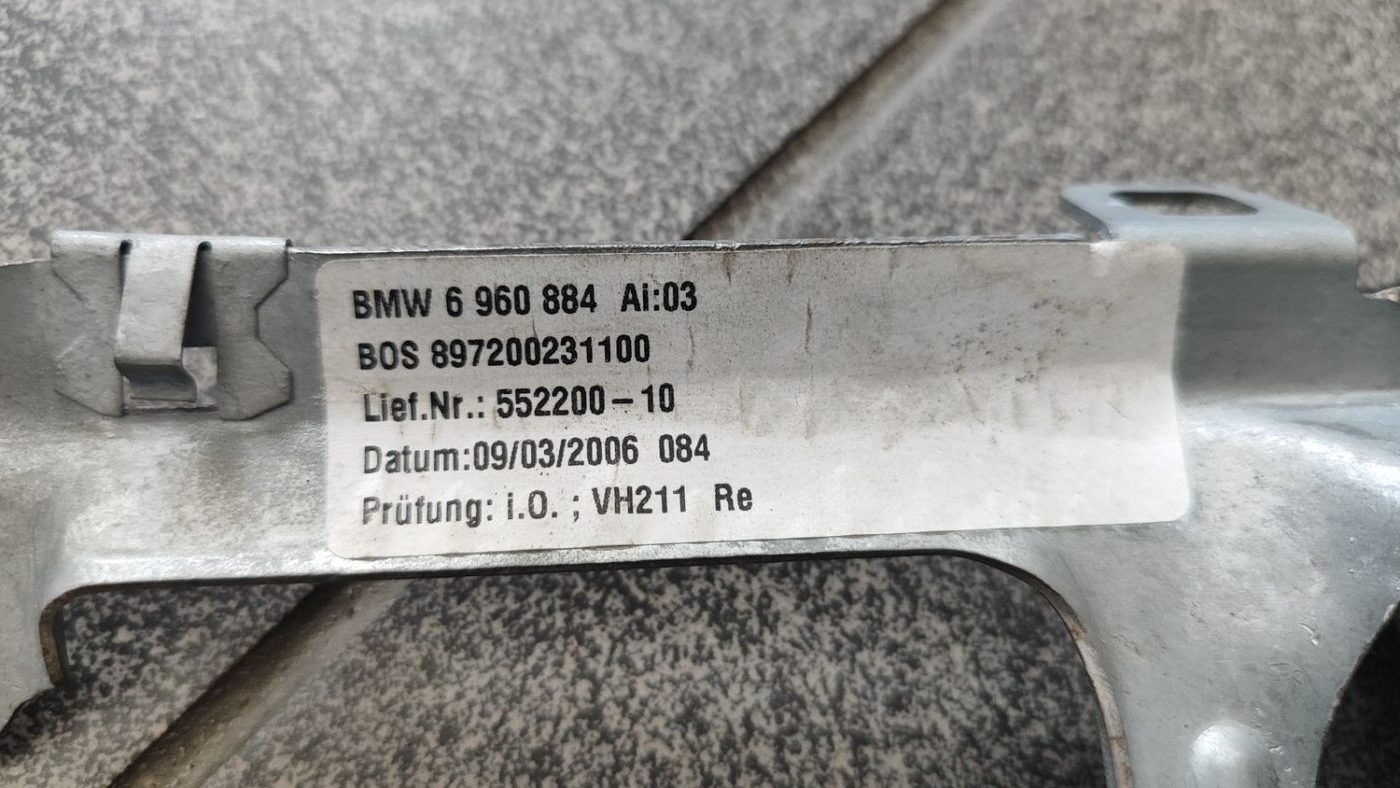 BMW 6 960 884 Ai:03
BOS 897200231100
Lief.Nr.: 552200-10
Datum:09/03/2006 084
Prüfung: i.O. ; VH211 Re